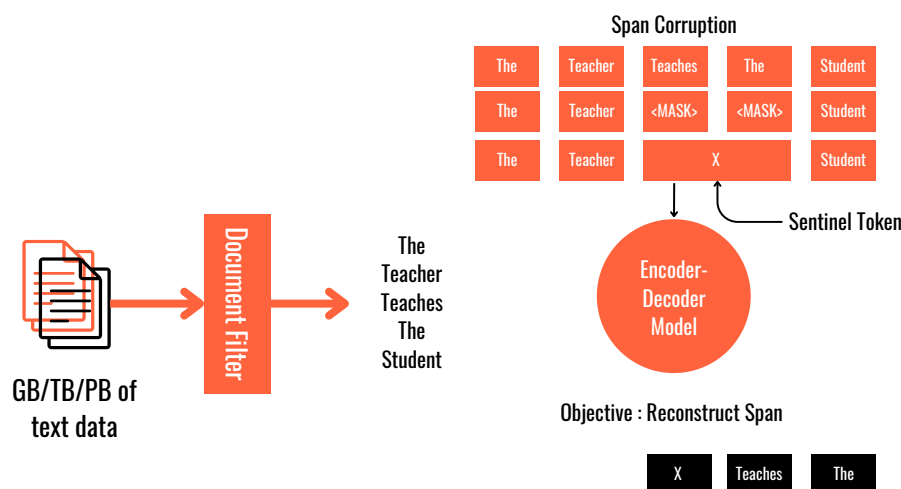 Span Corruption
The Teacher Teaches The Student
The Teacher <MASK> <MASK> Student
The Teacher X Student
Sentinel Token
Document Filter
The
Teacher
Teaches
The
Student
GB/TB/PB of
text data
Encoder-
Decoder
Model
Objective : Reconstruct Span
X Teaches The